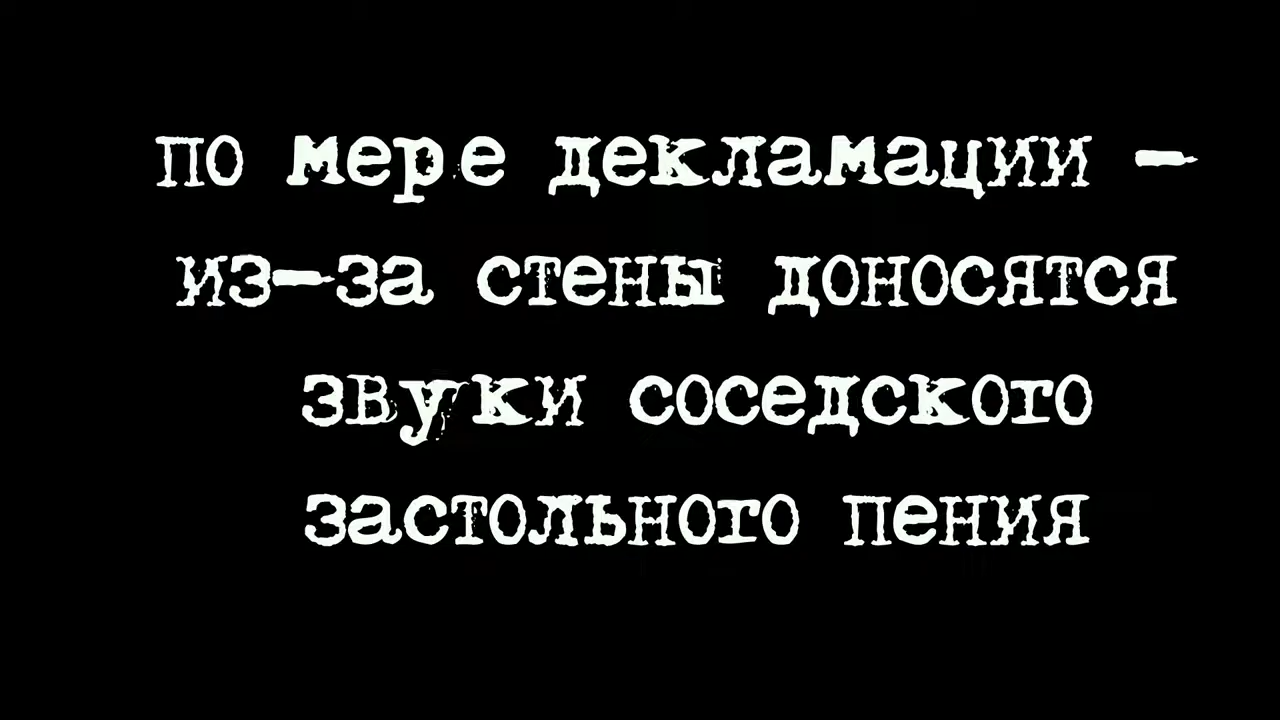 по мере декламации –
из-за стены доносятся
звуки соседского
застольного пения